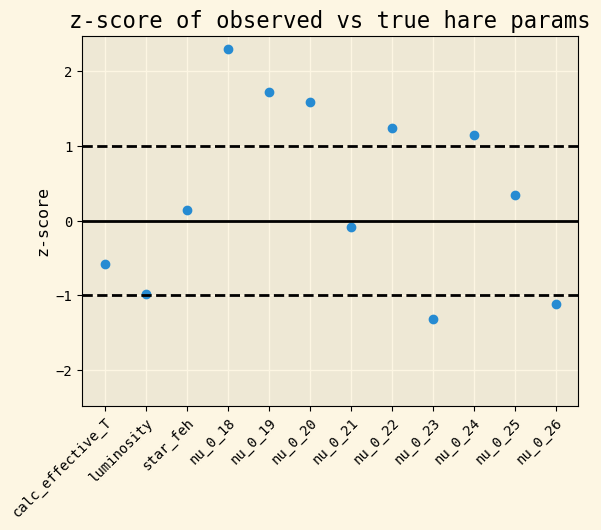 z-score of observed vs true hare params
z-score
2
1
0
−1
−2
calc_effective_T
luminosity
star_feh
nu_0_18
nu_0_19
nu_0_20
nu_0_21
nu_0_22
nu_0_23
nu_0_24
nu_0_25
nu_0_26